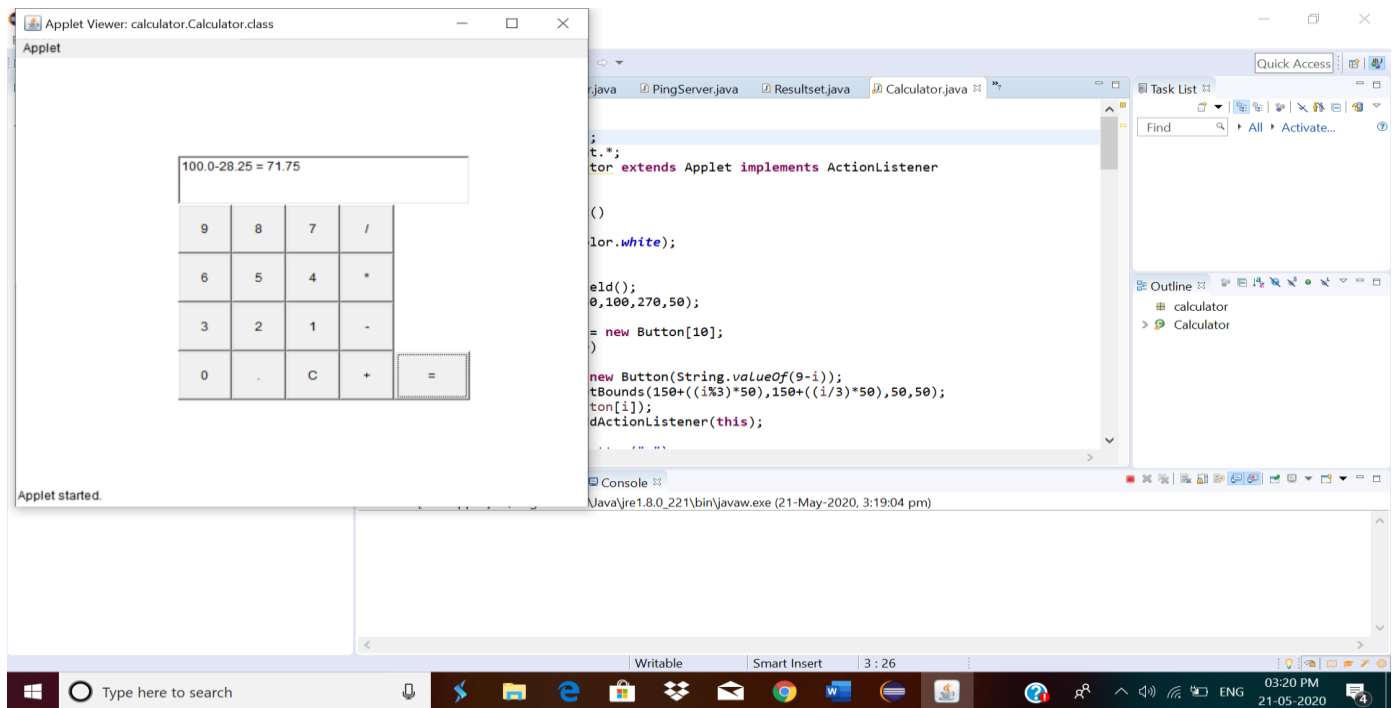 Applet Viewer: calculator.Calculator.class
Applet
100.0-28.25 = 71.75
9 8 7 /
6 5 4 *
3 2 1 -
0 . C + =
Applet started.
Quick Access
r.java PingServer.java Resultset.java Calculator.java
;
t.*;
tor extends Applet implements ActionListener
()
lor.white);
eld();
0,100,270,50);
= new Button[10];
)
new Button(String.valueOf(9-i));
tBounds(150+((i%3)*50),150+((i/3)*50),50,50);
ton[i]);
dActionListener(this);
Task List
Find All Activate...
Outline
calculator
Calculator
Console
\Java\jre1.8.0_221\bin\javaw.exe (21-May-2020, 3:19:04 pm)
Writable Smart Insert 3 : 26
Type here to search
ENG
03:20 PM
21-05-2020
4